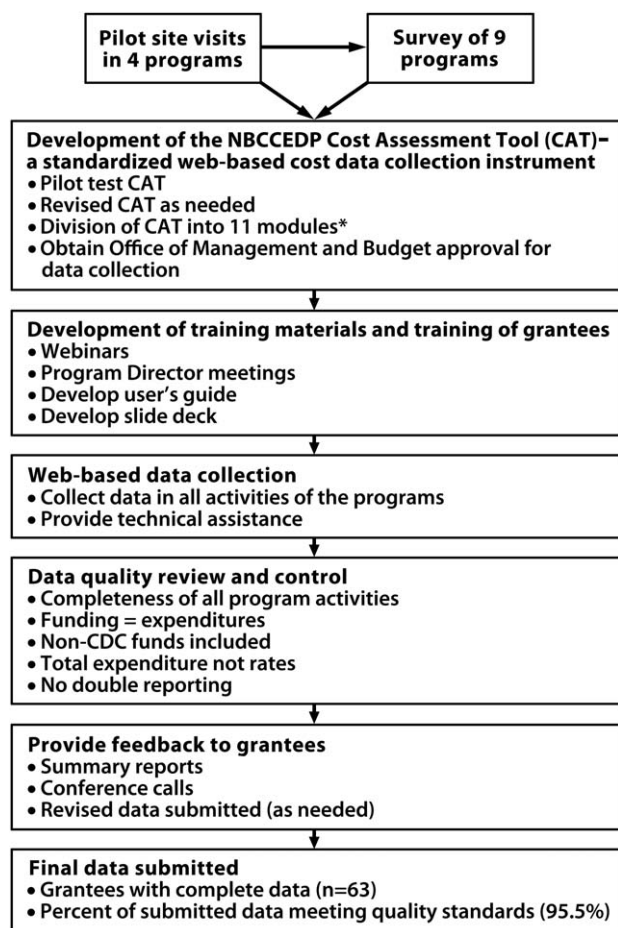 Pilot site visits
in 4 programs
Survey of 9
programs
Development of the NBCCEDP Cost Assessment Tool (CAT)–
a standardized web-based cost data collection instrument
• Pilot test CAT
• Revised CAT as needed
• Division of CAT into 11 modules*
• Obtain Office of Management and Budget approval for
data collection
Development of training materials and training of grantees
• Webinars
• Program Director meetings
• Develop user’s guide
• Develop slide deck
Web-based data collection
• Collect data in all activities of the programs
• Provide technical assistance
Data quality review and control
• Completeness of all program activities
• Funding = expenditures
• Non-CDC funds included
• Total expenditure not rates
• No double reporting
Provide feedback to grantees
• Summary reports
• Conference calls
• Revised data submitted (as needed)
Final data submitted
• Grantees with complete data (n=63)
• Percent of submitted data meeting quality standards (95.5%)